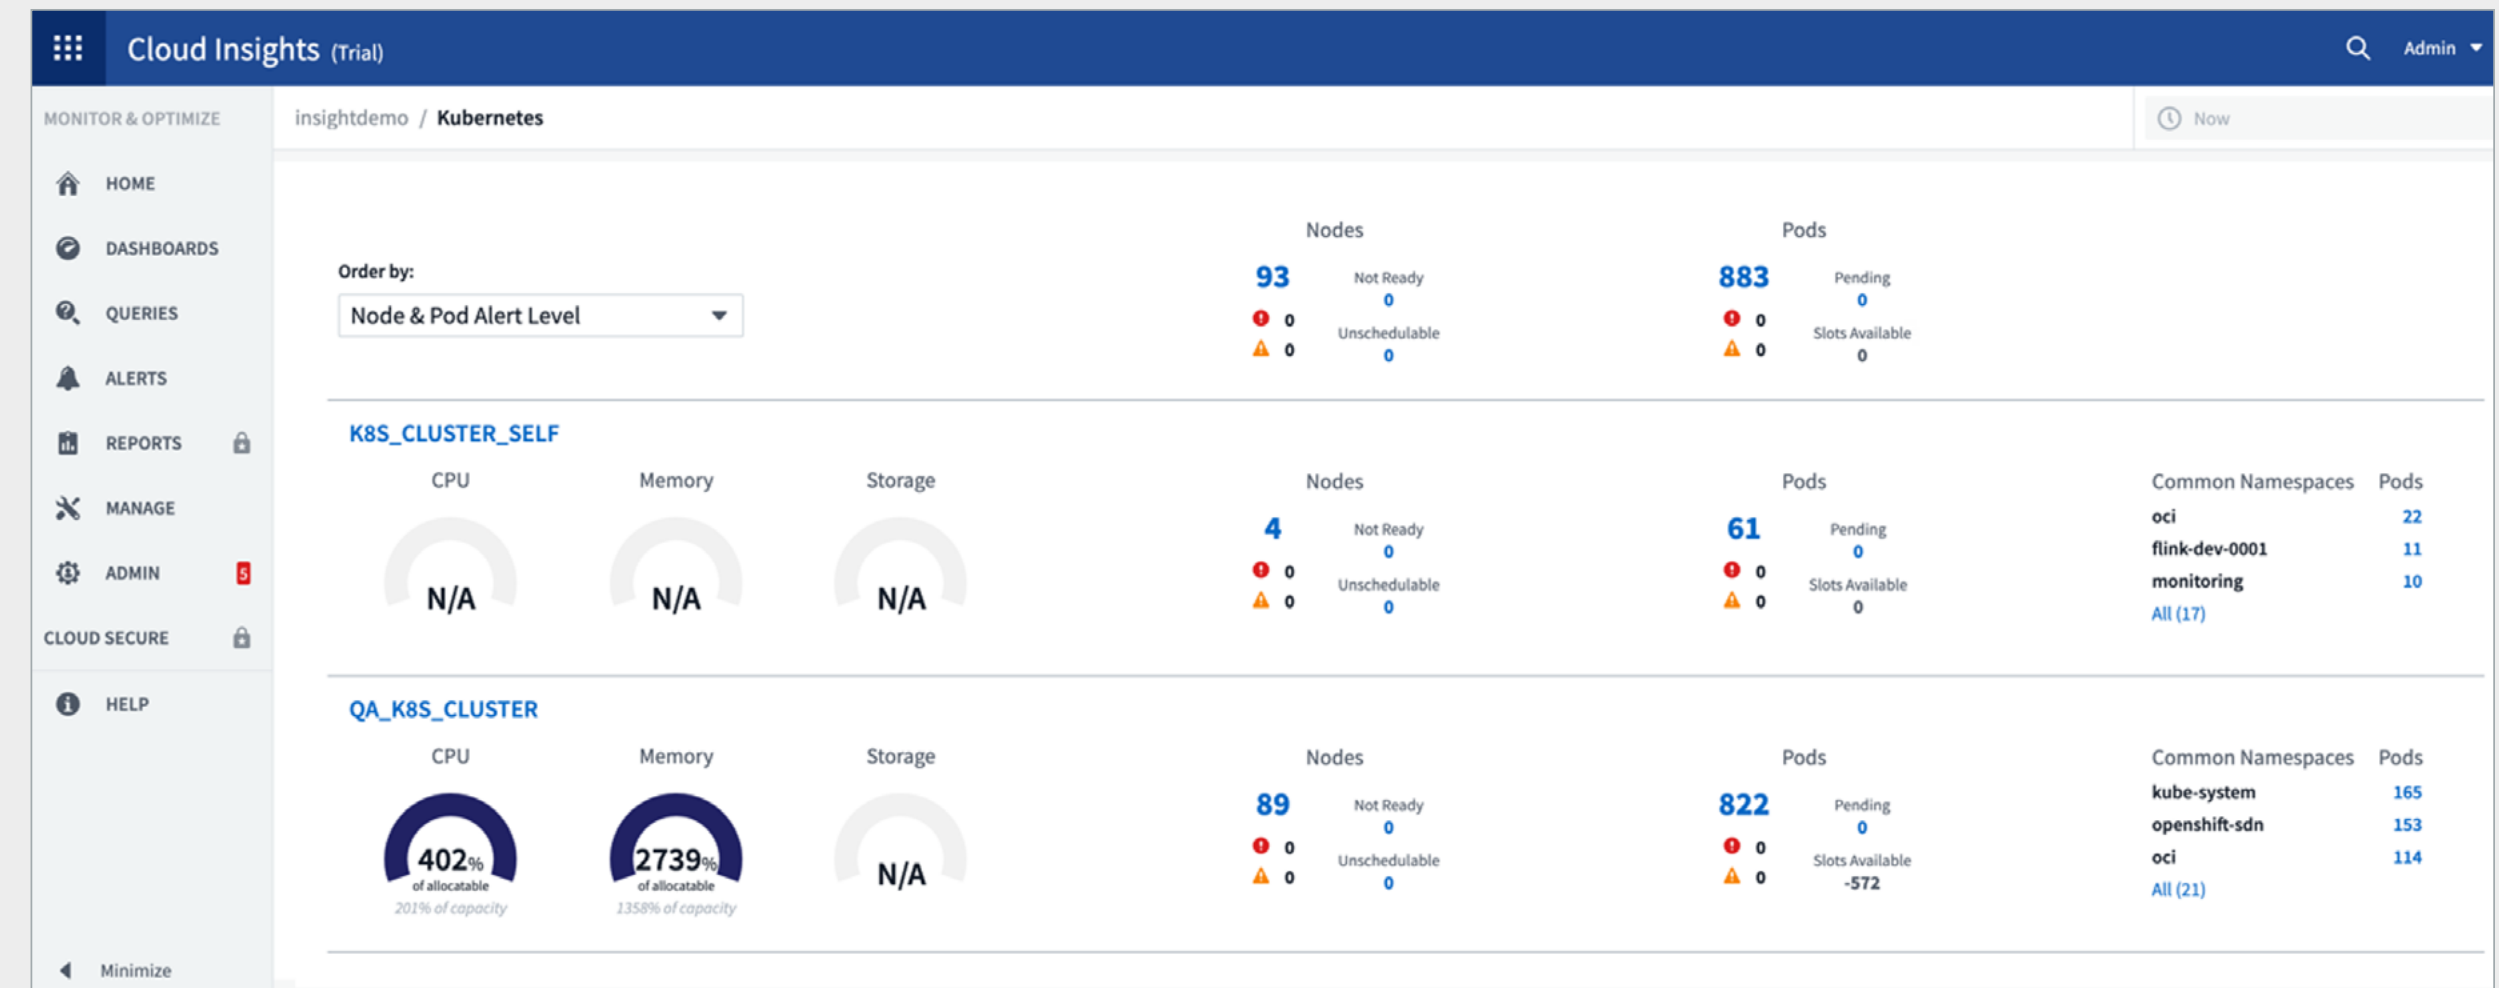 Cloud Insights (Trial)
Admin
MONITOR & OPTIMIZE
HOME
DASHBOARDS
QUERIES
ALERTS
REPORTS
MANAGE
ADMIN 5
CLOUD SECURE
HELP
Minimize
insightdemo / Kubernetes
Now
Order by:
Node & Pod Alert Level
Nodes
93
0
0
Not Ready
0
Unschedulable
0
Pods
883
0
0
Pending
0
Slots Available
0
K8S_CLUSTER_SELF
CPU
N/A
Memory
N/A
Storage
N/A
Nodes
4
0
0
Not Ready
0
Unschedulable
0
Pods
61
0
0
Pending
0
Slots Available
0
Common Namespaces Pods
oci 22
flink-dev-0001 11
monitoring 10
All (17)
QA_K8S_CLUSTER
CPU
402%
of allocatable
201% of capacity
Memory
2739%
of allocatable
1358% of capacity
Storage
N/A
Nodes
89
0
0
Not Ready
0
Unschedulable
0
Pods
822
0
0
Pending
0
Slots Available
-572
Common Namespaces Pods
kube-system 165
openshift-sdn 153
oci 114
All (21)